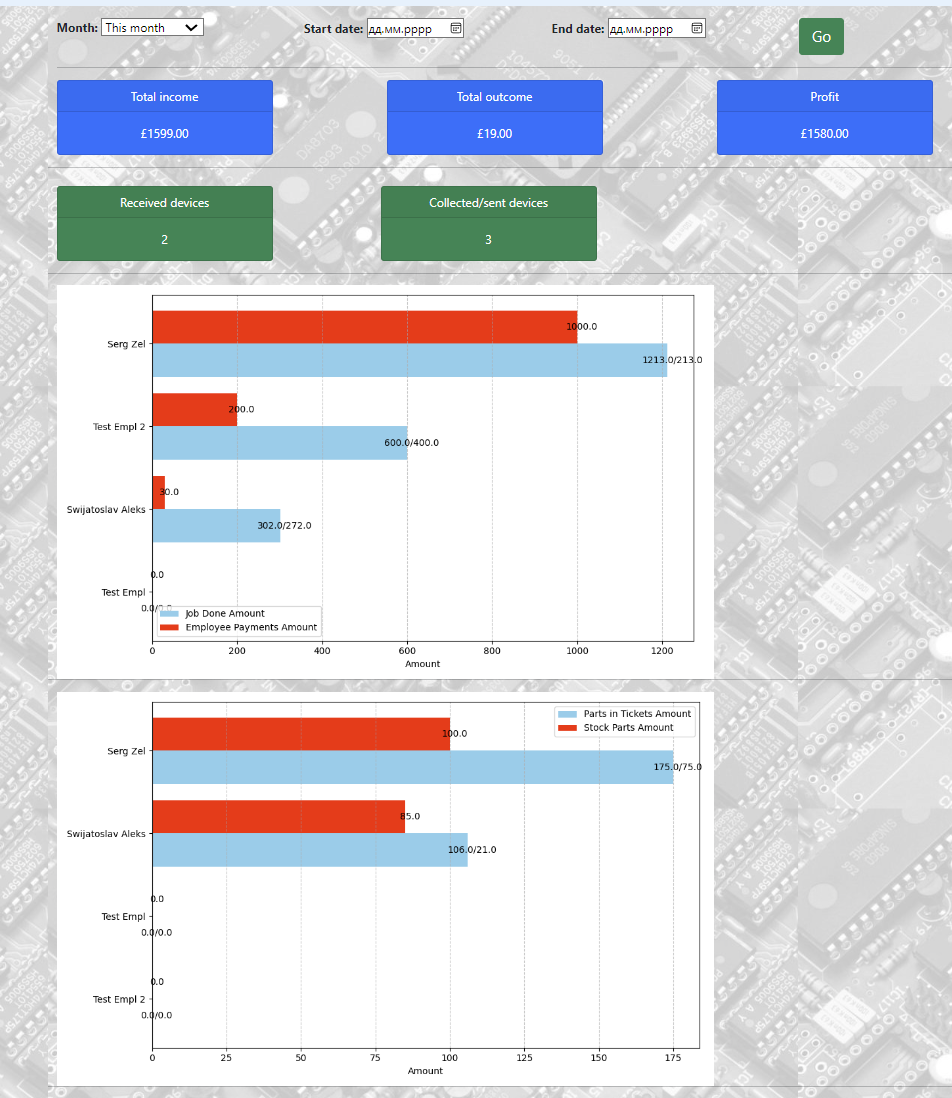 Month: This month Start date: дд.мм.рррр End date: дд.мм.рррр Go
Total income Total outcome Profit
£1599.00 £19.00 £1580.00
Received devices Collected/sent devices
2 3
1000.0
Serg Zel
1213.0/213.0
200.0
Test Empl 2
600.0/400.0
30.0
Swijatoslav Aleks
302.0/272.0
0.0
Test Empl
Job Done Amount
Employee Payments Amount
0 200 400 600 800 1000 1200
Amount
Parts in Tickets Amount
Stock Parts Amount
100.0
Serg Zel
175.0/75.0
85.0
Swijatoslav Aleks
106.0/21.0
0.0
Test Empl
0.0/0.0
0.0
Test Empl 2
0.0/0.0
0 25 50 75 100 125 150 175
Amount